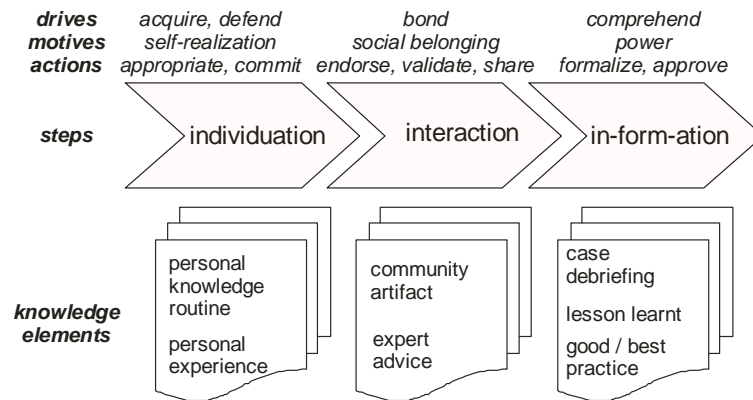 drives acquire, defend bond comprehend
motives self-realization social belonging power
actions appropriate, commit endorse, validate, share formalize, approve
steps individuation interaction in-form-ation
knowledge
elements
personal
knowledge
routine
personal
experience
community
artifact
expert
advice
case
debriefing
lesson learnt
good / best
practice